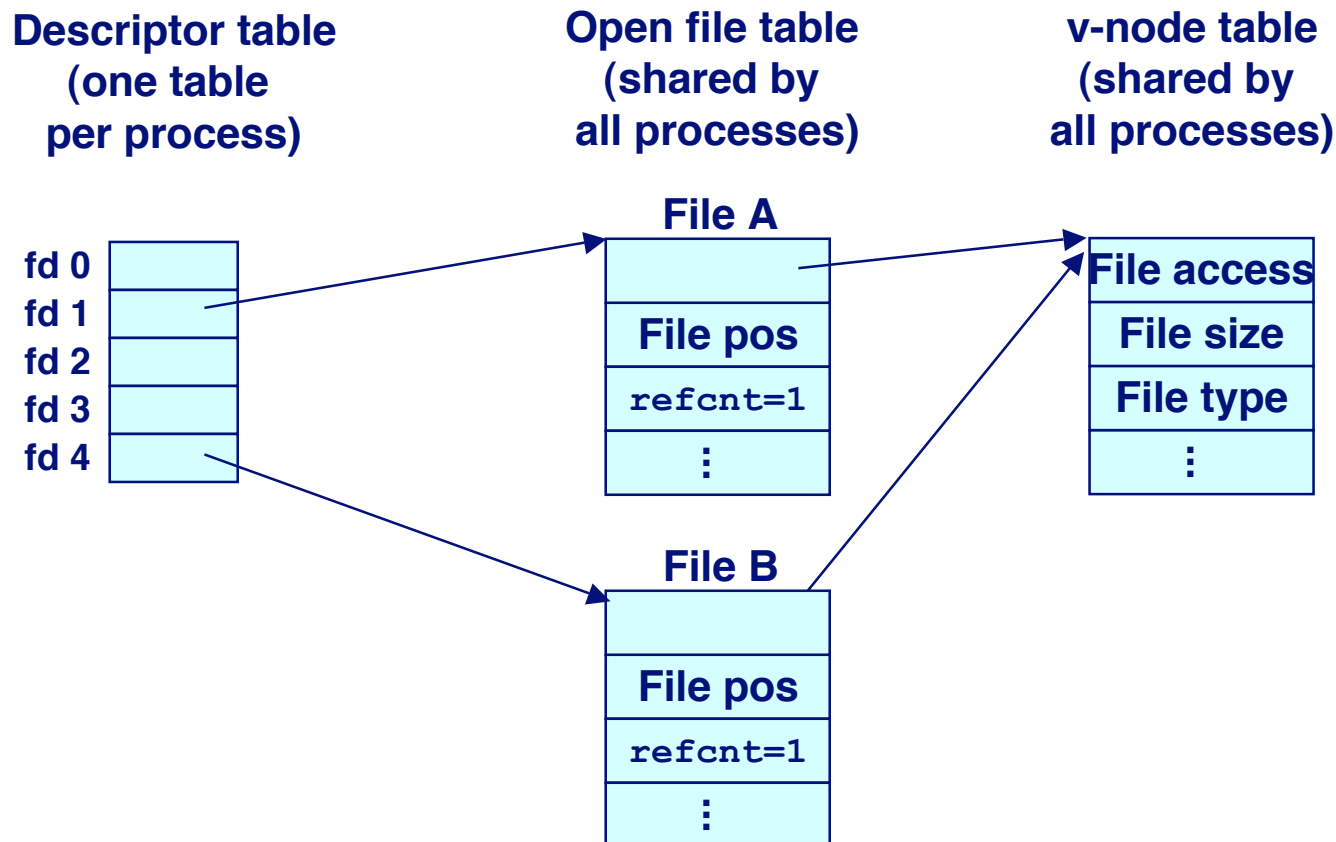 Descriptor table
(one table
per process)
Open file table
(shared by
all processes)
v-node table
(shared by
all processes)
fd 0
fd 1
fd 2
fd 3
fd 4
File A
File pos
refcnt=1
⋮
File B
File pos
refcnt=1
⋮
File access
File size
File type
⋮